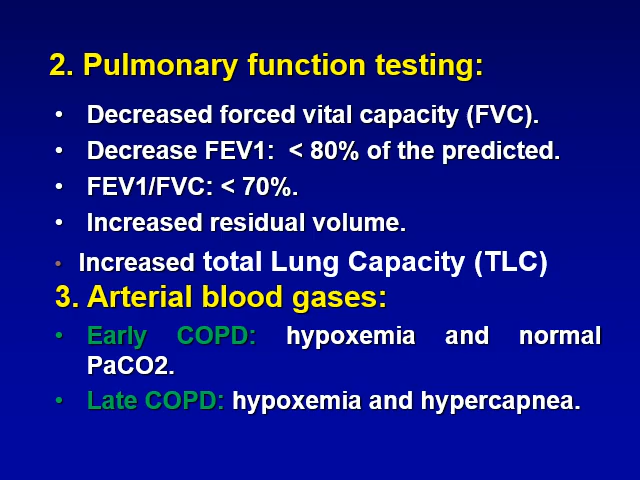 2. Pulmonary function testing:
• Decreased forced vital capacity (FVC).
• Decrease FEV1:  < 80% of the predicted.
• FEV1/FVC: < 70%.
• Increased residual volume.
• Increased total Lung Capacity (TLC)
3. Arterial blood gases:
• Early COPD: hypoxemia and normal
PaCO2.
• Late COPD: hypoxemia and hypercapnea.